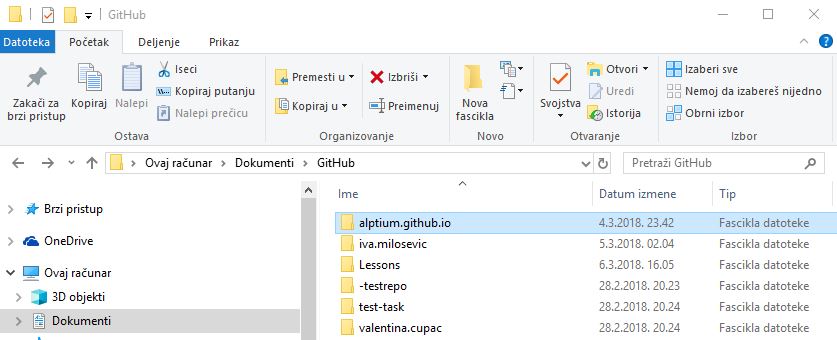 GitHub
Datoteka Početak Deljenje Prikaz
Zakači za brzi pristup
Kopiraj
Nalepi
Iseci
Kopiraj putanju
Nalepi prečicu
Ostava
Premesti u
Kopiraj u
Izbriši
Preimenuj
Organizovanje
Nova fascikla
Novo
Svojstva
Otvori
Uredi
Istorija
Otvaranje
Izaberi sve
Nemoj da izabereš nijedno
Obrni izbor
Izbor
Ovaj računar Dokumenti GitHub
Pretraži GitHub
Brzi pristup
OneDrive
Ovaj računar
3D objekti
Dokumenti
Ime Datum izmene Tip
alptium.github.io 4.3.2018. 23.42 Fascikla datoteke
iva.milosevic 5.3.2018. 02.04 Fascikla datoteke
Lessons 6.3.2018. 16.05 Fascikla datoteke
-testrepo 28.2.2018. 20.23 Fascikla datoteke
test-task 28.2.2018. 20.24 Fascikla datoteke
valentina.cupac 28.2.2018. 20.24 Fascikla datoteke